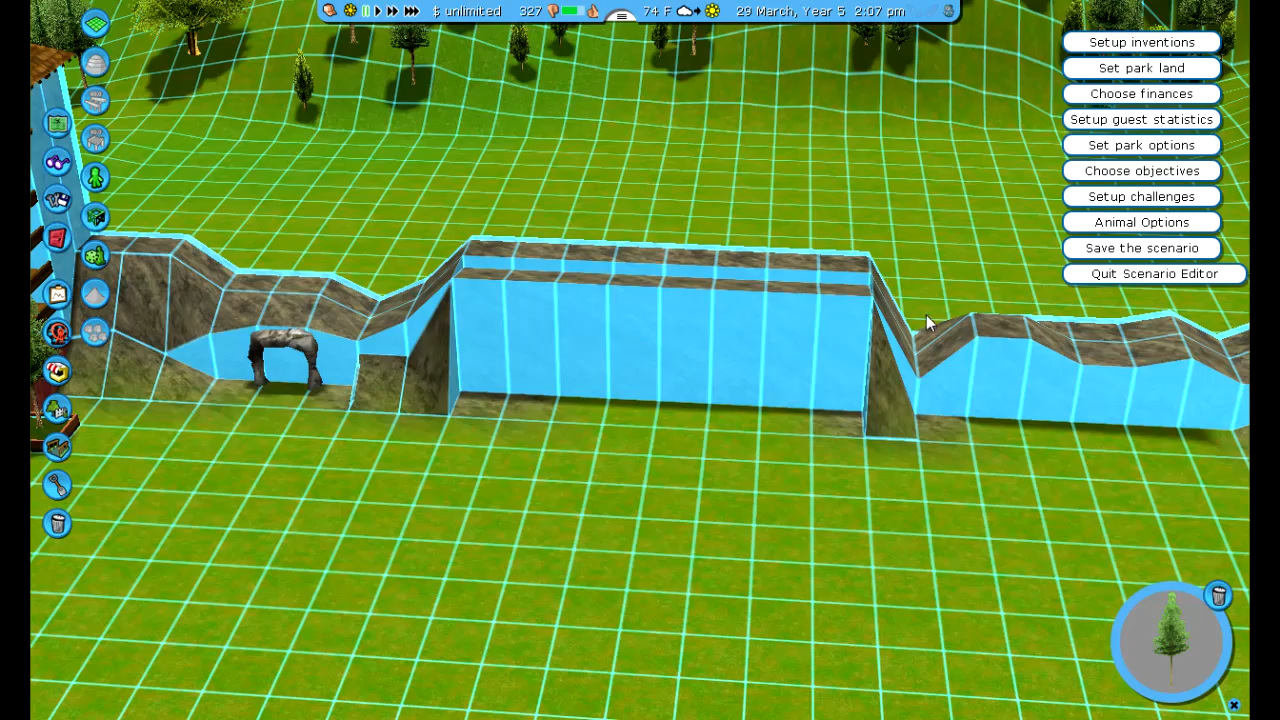 $ unlimited 327 74 F 29 March, Year 5 2:07 pm
Setup inventions
Set park land
Choose finances
Setup guest statistics
Set park options
Choose objectives
Setup challenges
Animal Options
Save the scenario
Quit Scenario Editor